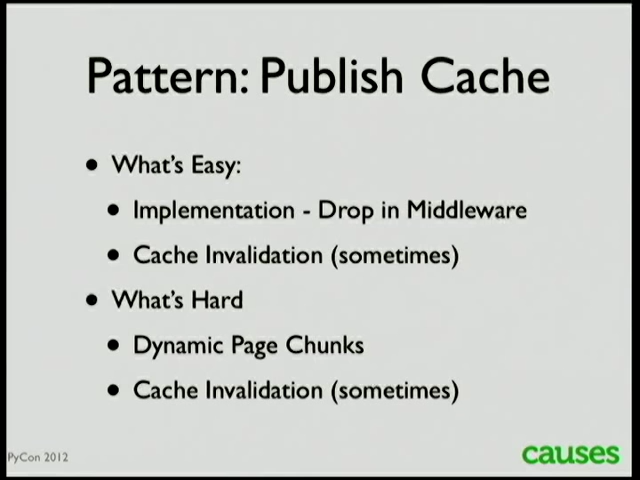 Pattern: Publish Cache
• What's Easy:
• Implementation - Drop in Middleware
• Cache Invalidation (sometimes)
• What's Hard
• Dynamic Page Chunks
• Cache Invalidation (sometimes)
PyCon 2012
causes